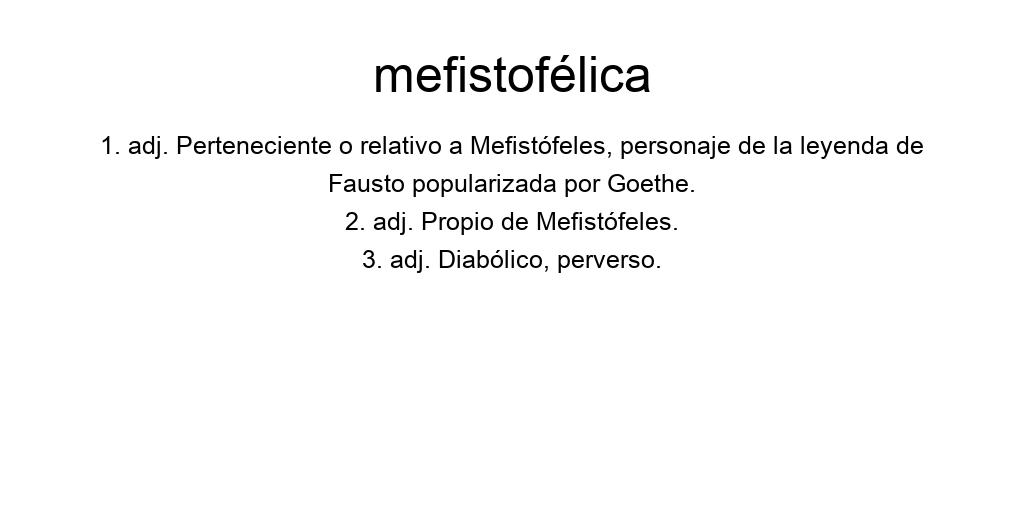 mefistofélica
1. adj. Perteneciente o relativo a Mefistófeles, personaje de la leyenda de
Fausto popularizada por Goethe.
2. adj. Propio de Mefistófeles.
3. adj. Diabólico, perverso.